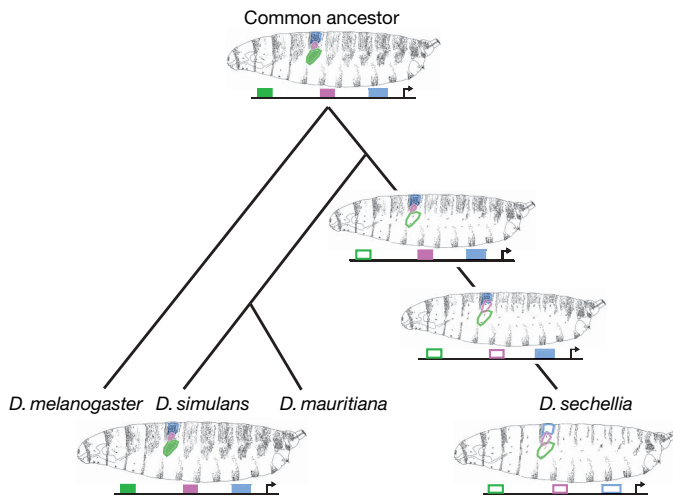 Common ancestor
D. melanogaster D. simulans D. mauritiana D. sechellia